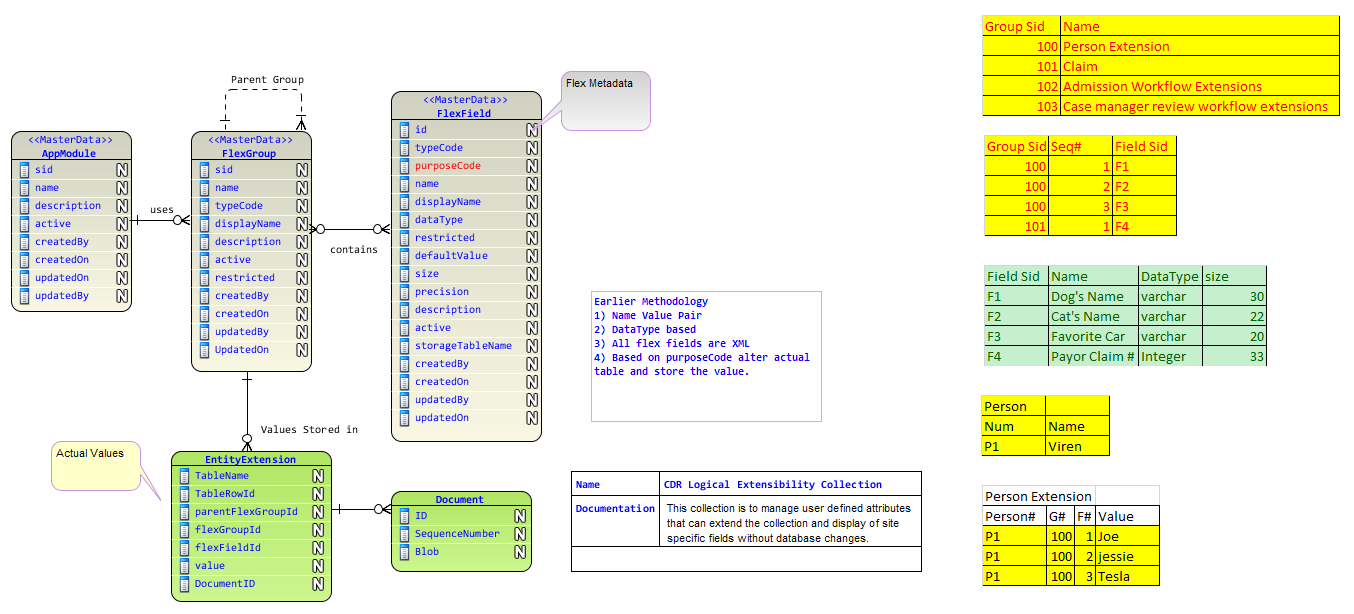 Parent Group
<<MasterData>>
AppModule
sid
name
description
active
createdBy
createdOn
updatedOn
updatedBy
uses
<<MasterData>>
FlexGroup
sid
name
typeCode
displayName
description
active
restricted
createdBy
createdOn
updatedBy
UpdatedOn
contains
<<MasterData>>
FlexField
id
typeCode
purposeCode
name
displayName
dataType
restricted
defaultValue
size
precision
description
active
storageTableName
createdBy
createdOn
updatedBy
updatedOn
Flex Metadata
Values Stored in
Actual Values
EntityExtension
TableName
TableRowId
parentFlexGroupId
flexGroupId
flexFieldId
value
DocumentID
Document
ID
SequenceNumber
Blob
Earlier Methodology
1) Name Value Pair
2) DataType based
3) All flex fields are XML
4) Based on purposeCode alter actual
table and store the value.
Name CDR Logical Extensibility Collection
Documentation This collection is to manage user defined attributes
that can extend the collection and display of site
specific fields without database changes.
Group Sid Name
100 Person Extension
101 Claim
102 Admission Workflow Extensions
103 Case manager review workflow extensions
Group Sid Seq# Field Sid
100 1 F1
100 2 F2
100 3 F3
101 1 F4
Field Sid Name DataType size
F1 Dog's Name varchar 30
F2 Cat's Name varchar 22
F3 Favorite Car varchar 20
F4 Payor Claim # Integer 33
Person
Num Name
P1 Viren
Person Extension
Person# G# F# Value
P1 100 1 Joe
P1 100 2 jessie
P1 100 3 Tesla